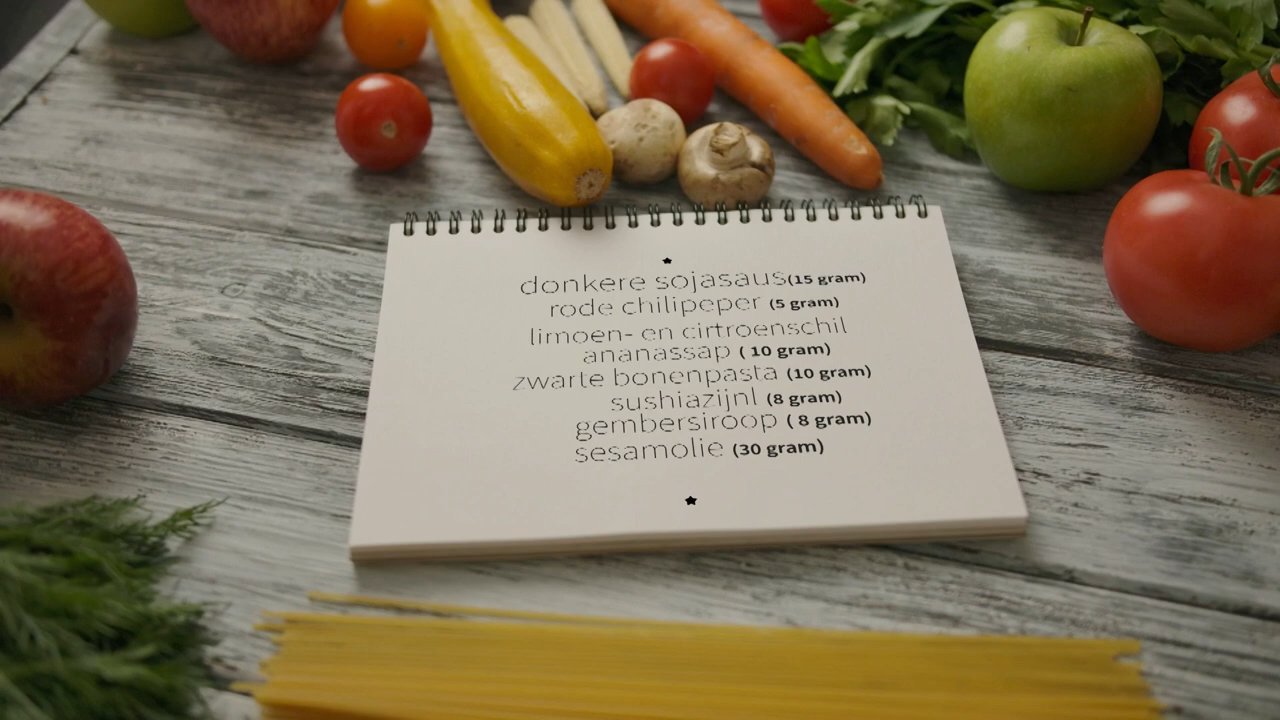 donkere sojasaus(15 gram)
rode chilipeper (5 gram)
limoen- en cirtroenschil
ananassap ( 10 gram)
zwarte bonenpasta (10 gram)
sushiazijnl (8 gram)
gembersiroop ( 8 gram)
sesamolie (30 gram)